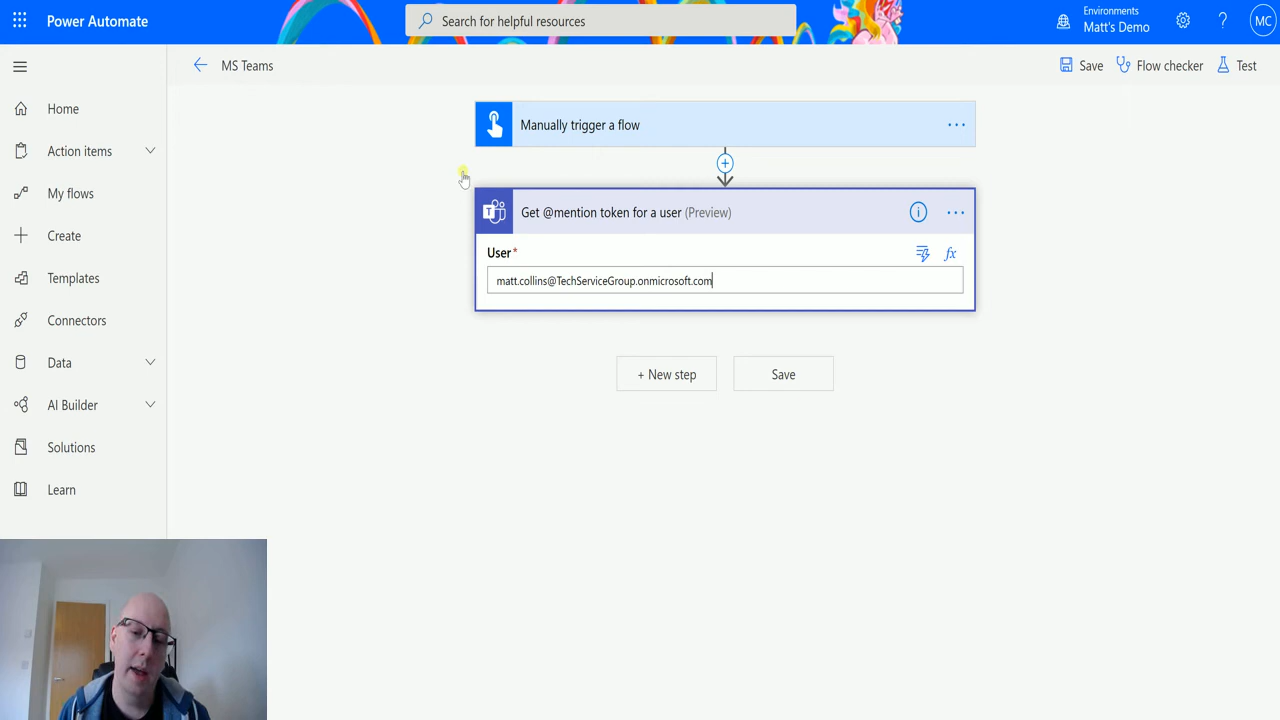 Power Automate
Search for helpful resources
Environments
Matt's Demo
?
MC
MS Teams
Save
Flow checker
Test
Home
Action items
My flows
Create
Templates
Connectors
Data
AI Builder
Solutions
Learn
Manually trigger a flow
Get @mention token for a user (Preview)
User*
fx
matt.collins@TechServiceGroup.onmicrosoft.com
+ New step
Save